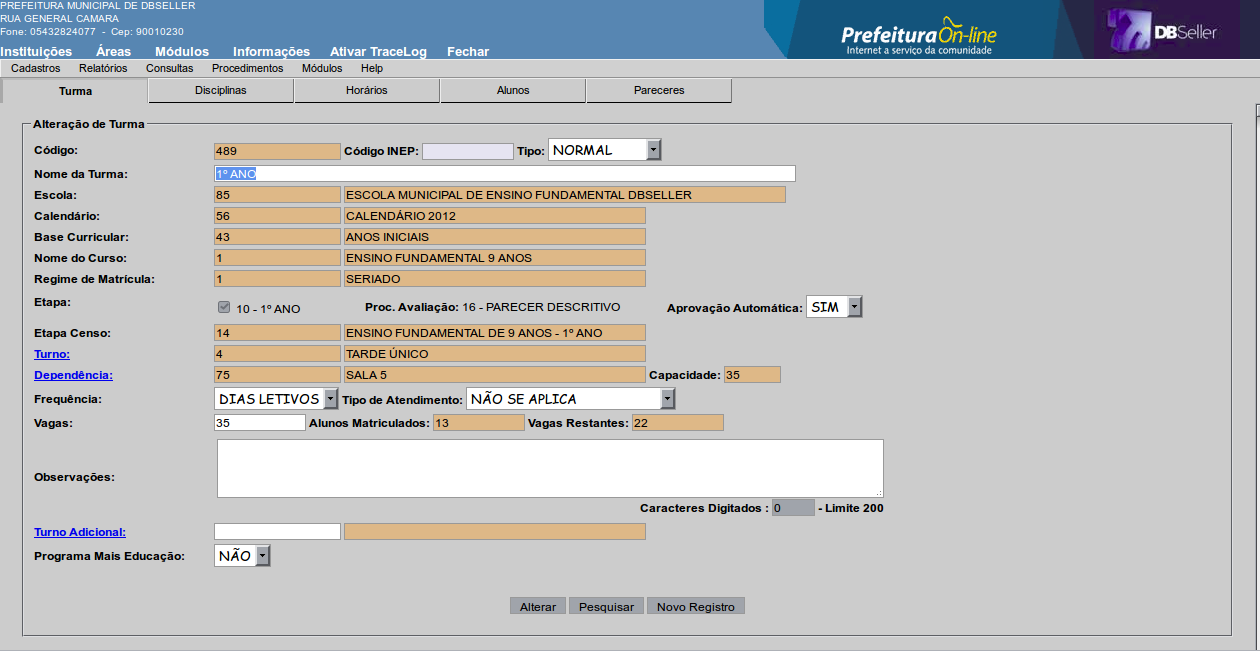 PREFEITURA MUNICIPAL DE DBSELLER
RUA GENERAL CAMARA
Fone: 05432824077 - Cep: 90010230
PrefeituraOn-line
Internet a serviço da comunidade
DBSeller
Instituições Áreas Módulos Informações Ativar TraceLog Fechar
Cadastros Relatórios Consultas Procedimentos Módulos Help
Turma Disciplinas Horários Alunos Pareceres
Alteração de Turma
Código: 489 Código INEP: Tipo: NORMAL
Nome da Turma: 1º ANO
Escola: 85 ESCOLA MUNICIPAL DE ENSINO FUNDAMENTAL DBSELLER
Calendário: 56 CALENDÁRIO 2012
Base Curricular: 43 ANOS INICIAIS
Nome do Curso: 1 ENSINO FUNDAMENTAL 9 ANOS
Regime de Matrícula: 1 SERIADO
Etapa: 10 - 1º ANO Proc. Avaliação: 16 - PARECER DESCRITIVO Aprovação Automática: SIM
Etapa Censo: 14 ENSINO FUNDAMENTAL DE 9 ANOS - 1º ANO
Turno: 4 TARDE ÚNICO
Dependência: 75 SALA 5 Capacidade: 35
Frequência: DIAS LETIVOS Tipo de Atendimento: NÃO SE APLICA
Vagas: 35 Alunos Matriculados: 13 Vagas Restantes: 22
Observações:
Caracteres Digitados : 0 - Limite 200
Turno Adicional:
Programa Mais Educação: NÃO
Alterar Pesquisar Novo Registro